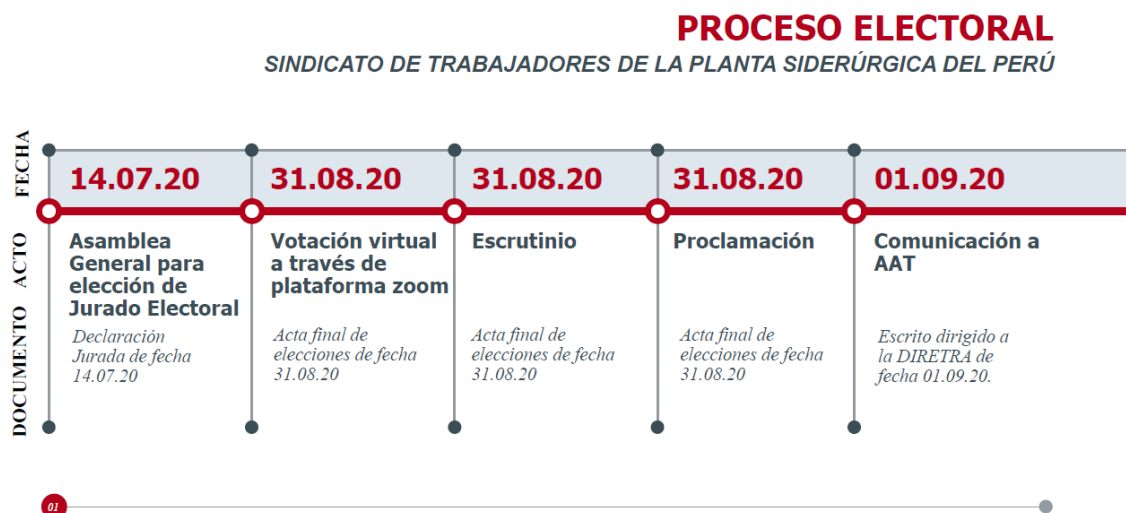 PROCESO ELECTORAL
SINDICATO DE TRABAJADORES DE LA PLANTA SIDERÚRGICA DEL PERÚ
FECHA
14.07.20
31.08.20
31.08.20
31.08.20
01.09.20
ACTO
Asamblea
General para
elección de
Jurado Electoral
Votación virtual
a través de
plataforma zoom
Escrutinio
Proclamación
Comunicación a
AAT
DOCUMENTO
Declaración
Jurada de fecha
14.07.20
Acta final de
elecciones de fecha
31.08.20
Acta final de
elecciones de fecha
31.08.20
Acta final de
elecciones de fecha
31.08.20
Escrito dirigido a
la DIRETRA de
fecha 01.09.20.
01